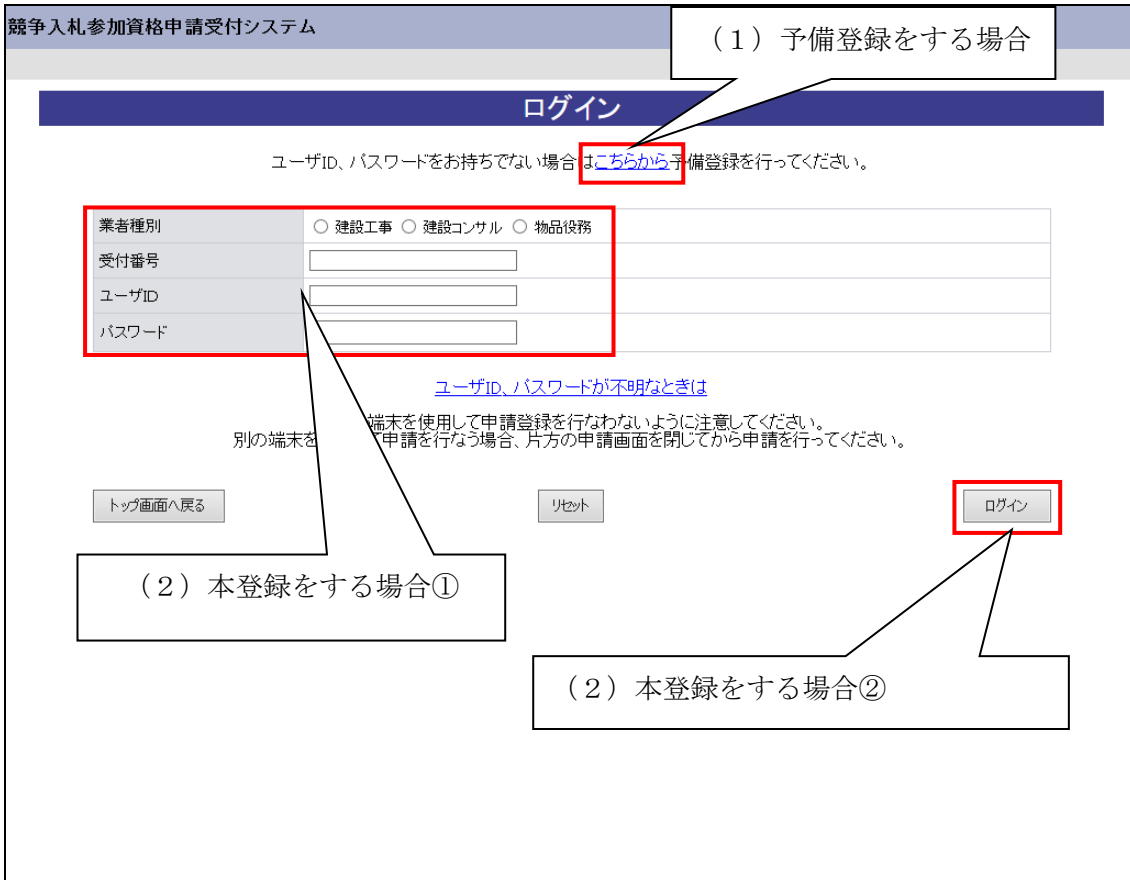 競争入札参加資格申請受付システム
（１）予備登録をする場合
ログイン
ユーザID、パスワードをお持ちでない場合はこちらから予備登録を行ってください。
業者種別 建設工事 建設コンサル 物品役務
受付番号
ユーザID
パスワード
ユーザID、パスワードが不明なときは
端末を使用して申請登録を行なわないように注意してください。
別の端末を て申請を行なう場合、片方の申請画面を閉じてから申請を行ってください。
トップ画面へ戻る リセット ログイン
（２）本登録をする場合①
（２）本登録をする場合②